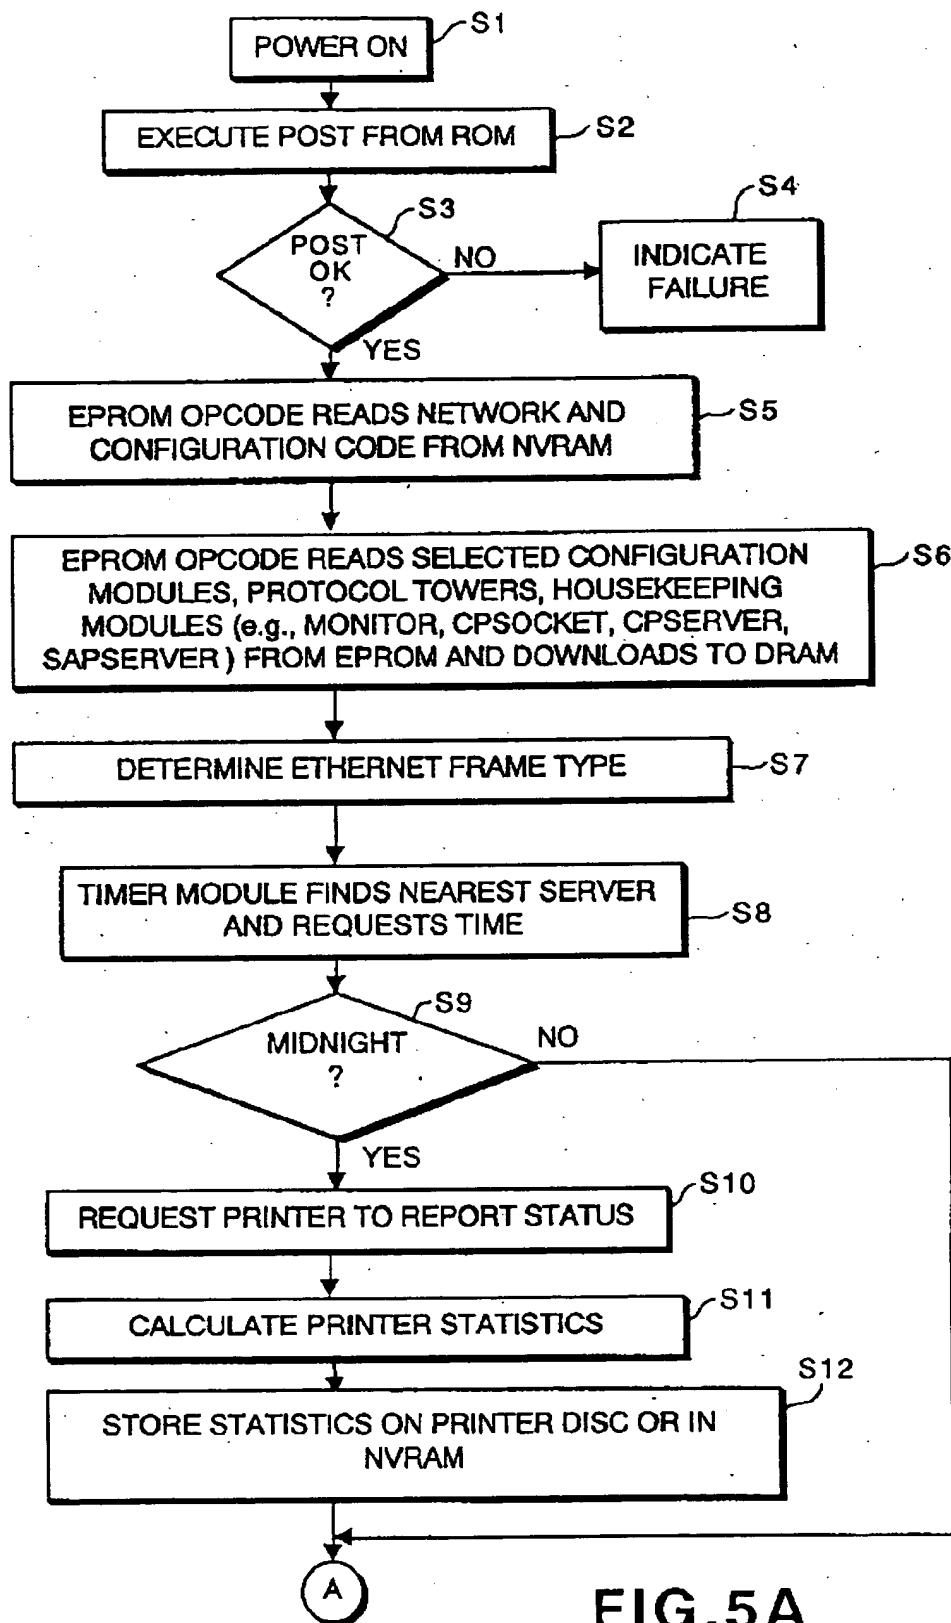 POWER ON
S1
EXECUTE POST FROM ROM
S2
POST
OK
?
S3
NO
INDICATE
FAILURE
S4
YES
EPROM OPCODE READS NETWORK AND
CONFIGURATION CODE FROM NVRAM
S5
EPROM OPCODE READS SELECTED CONFIGURATION
MODULES, PROTOCOL TOWERS, HOUSEKEEPING
MODULES (e.g., MONITOR, CPSOCKET, CPSERVER,
SAPSERVER ) FROM EPROM AND DOWNLOADS TO DRAM
S6
DETERMINE ETHERNET FRAME TYPE
S7
TIMER MODULE FINDS NEAREST SERVER
AND REQUESTS TIME
S8
MIDNIGHT
?
S9
NO
YES
REQUEST PRINTER TO REPORT STATUS
S10
CALCULATE PRINTER STATISTICS
S11
STORE STATISTICS ON PRINTER DISC OR IN
NVRAM
S12
A
FIG.5A